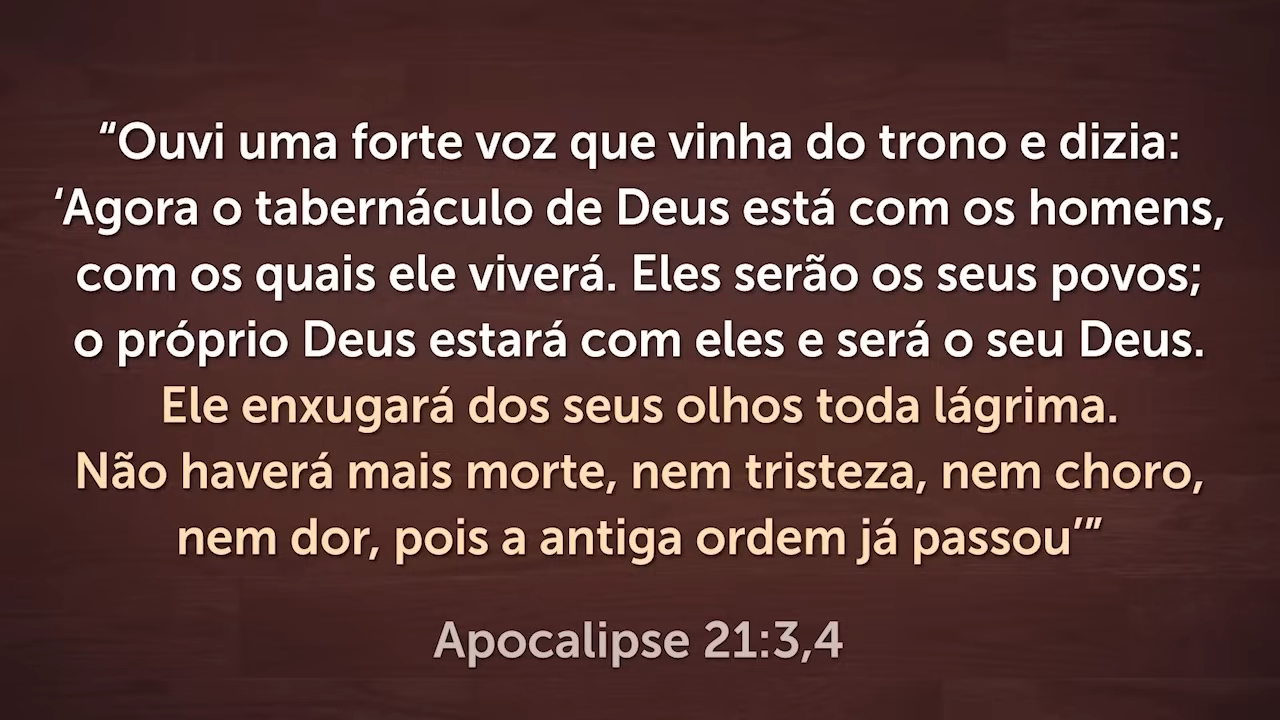 “Ouvi uma forte voz que vinha do trono e dizia:
‘Agora o tabernáculo de Deus está com os homens,
com os quais ele viverá. Eles serão os seus povos;
o próprio Deus estará com eles e será o seu Deus.
Ele enxugará dos seus olhos toda lágrima.
Não haverá mais morte, nem tristeza, nem choro,
nem dor, pois a antiga ordem já passou’”
Apocalipse 21:3,4